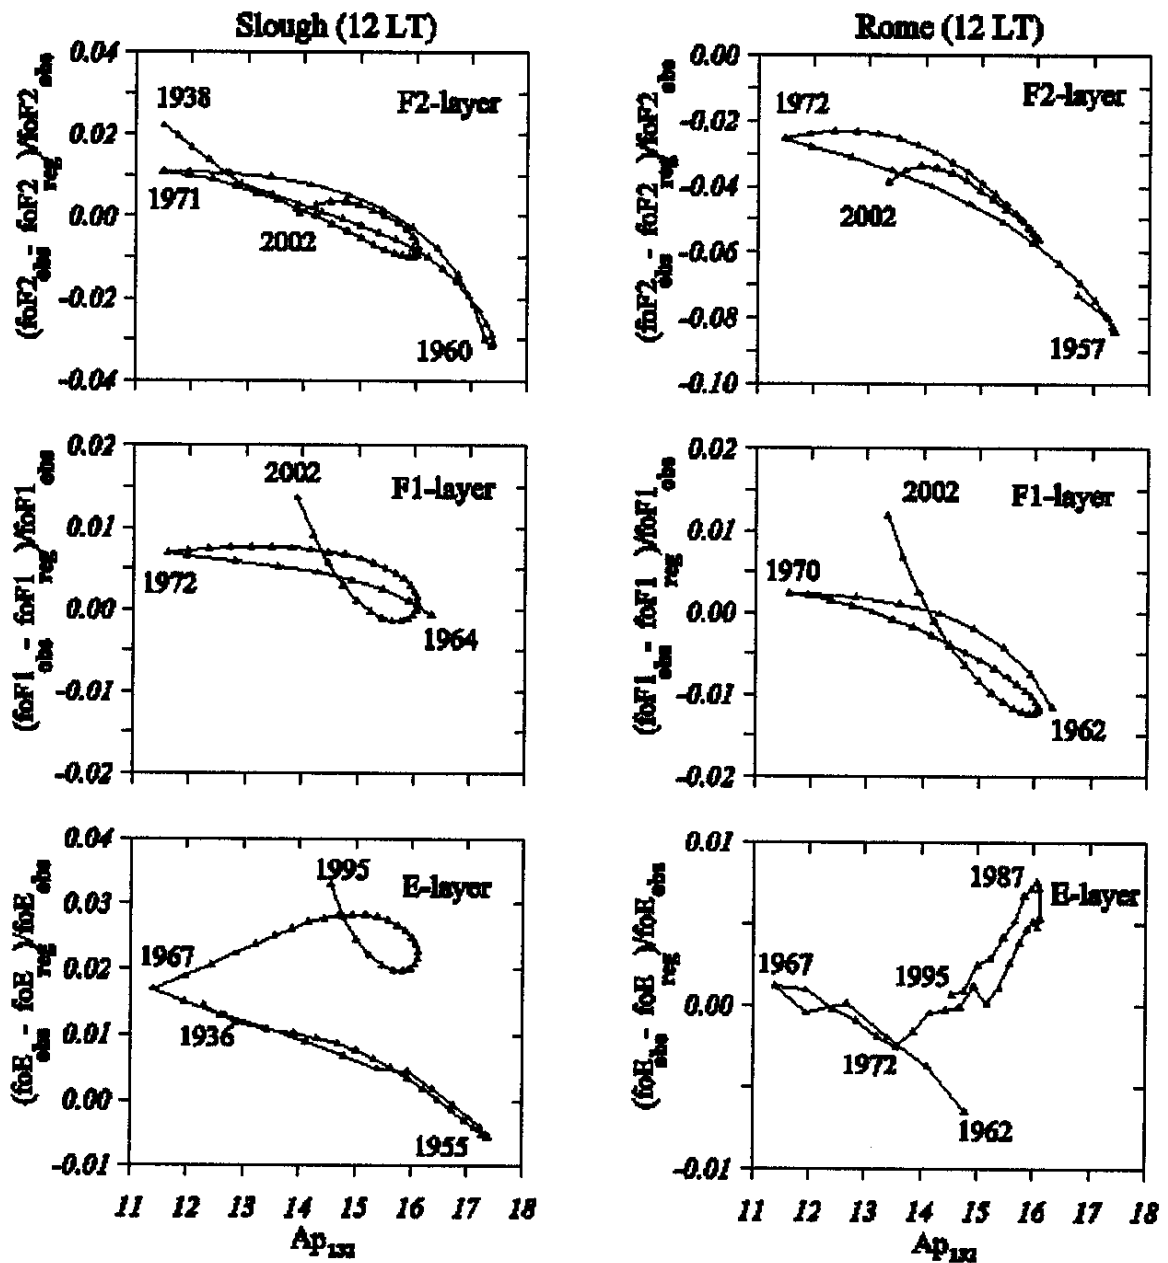 Slough (12 LT)
Rome (12 LT)
(foF2obs - foF2reg)/foF2obs
0.04
0.02
0.00
-0.02
-0.04
1938
F2-layer
1971
2002
1960
(foF2obs - foF2reg)/foF2obs
0.00
-0.02
-0.04
-0.06
-0.08
-0.10
1972
F2-layer
2002
1957
(foF1obs - foF1reg)/foF1obs
0.02
0.01
0.00
-0.01
-0.02
2002
F1-layer
1972
1964
(foF1obs - foF1reg)/foF1obs
0.02
0.01
0.00
-0.01
-0.02
2002
F1-layer
1970
1962
(foEobs - foEreg)/foEobs
0.04
0.03
0.02
0.01
0.00
-0.01
1995
E-layer
1967
1936
1955
11 12 13 14 15 16 17 18
Ap132
(foEobs - foEreg)/foEobs
0.01
0.00
-0.01
1987
E-layer
1967
1995
1972
1962
11 12 13 14 15 16 17 18
Ap132